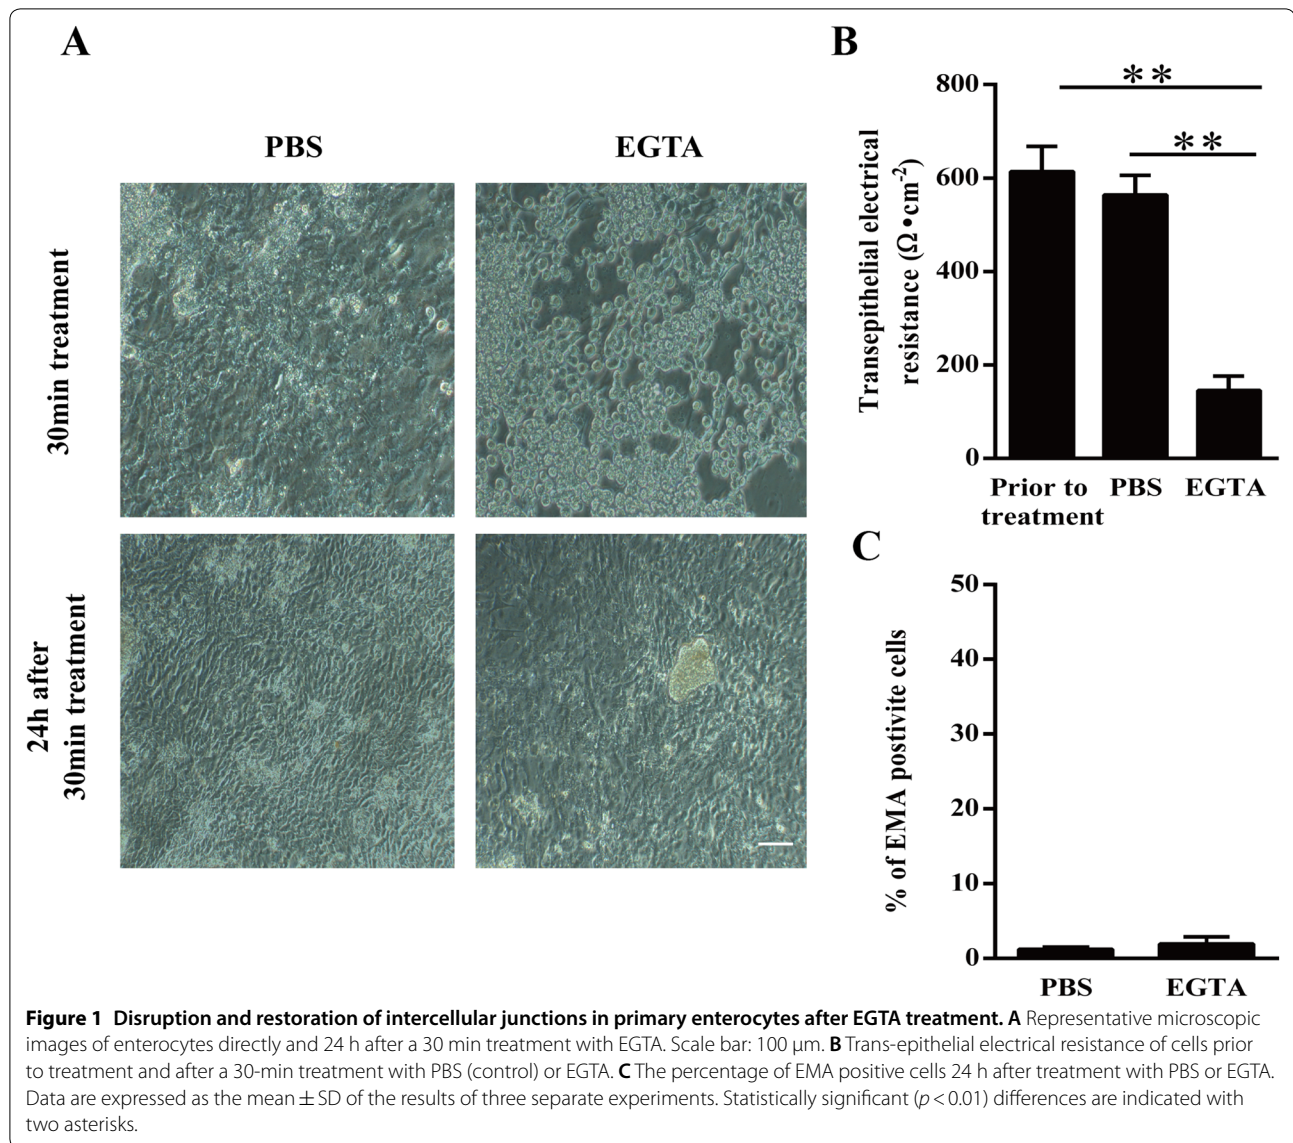 A
PBS
EGTA
30min treatment
24h after
30min treatment
B
Transepithelial electrical
resistance (Ω•cm-2)
800
600
400
200
0
**
**
Prior to
treatment
PBS
EGTA
C
% of EMA postivite cells
50
40
30
20
10
0
PBS
EGTA
Figure 1 Disruption and restoration of intercellular junctions in primary enterocytes after EGTA treatment. A Representative microscopic
images of enterocytes directly and 24 h after a 30 min treatment with EGTA. Scale bar: 100 μm. B Trans-epithelial electrical resistance of cells prior
to treatment and after a 30-min treatment with PBS (control) or EGTA. C The percentage of EMA positive cells 24 h after treatment with PBS or EGTA.
Data are expressed as the mean ± SD of the results of three separate experiments. Statistically significant (p < 0.01) differences are indicated with
two asterisks.